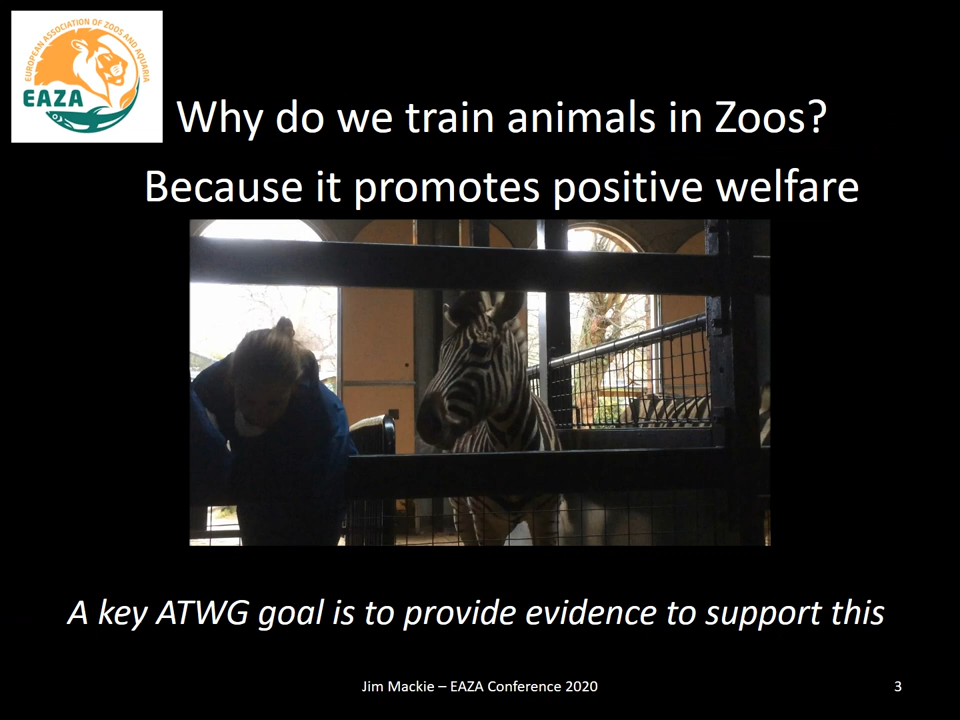 EUROPEAN ASSOCIATION OF ZOOS AND AQUARIA
EAZA
Why do we train animals in Zoos?
Because it promotes positive welfare
A key ATWG goal is to provide evidence to support this
Jim Mackie – EAZA Conference 2020
3